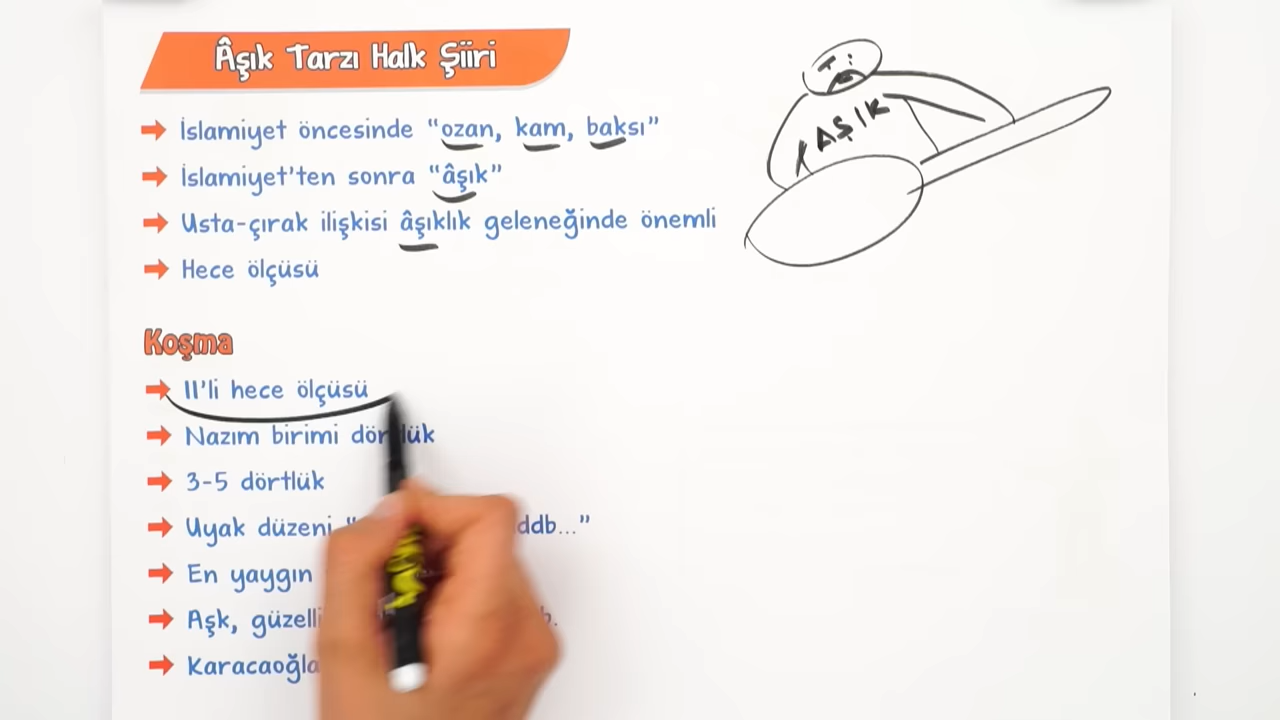 Âşık Tarzı Halk Şiiri
İslamiyet öncesinde “ozan, kam, baksı”
İslamiyet'ten sonra “âşık”
Usta-çırak ilişkisi âşıklık geleneğinde önemli
Hece ölçüsü
AŞIK
Koşma
11'li hece ölçüsü
Nazım birimi dörtlük
3-5 dörtlük
Uyak düzeni “ ddb...”
En yaygın
Aşk,